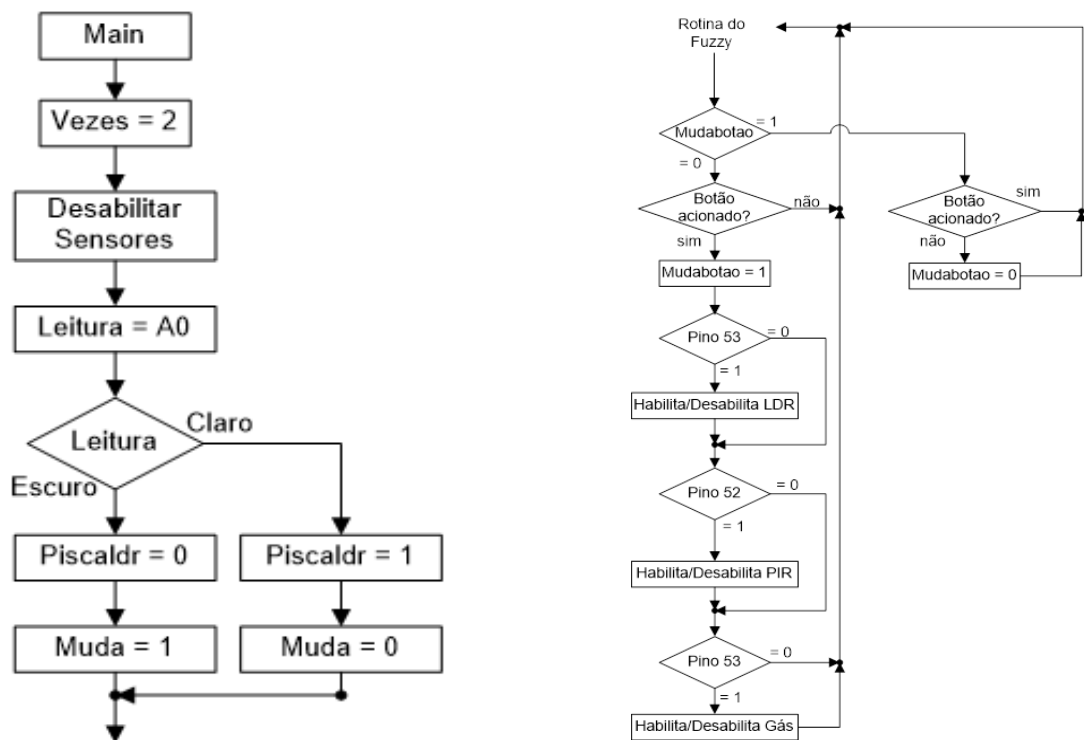 Main
Vezes = 2
Desabilitar
Sensores
Leitura = A0
Leitura
Claro
Escuro
Piscaldr = 0
Piscaldr = 1
Muda = 1
Muda = 0
Rotina do
Fuzzy
Mudabotao
= 1
= 0
Botão
acionado?
não
sim
Mudabotao = 1
Botão
acionado?
sim
não
Mudabotao = 0
Pino 53
= 0
= 1
Habilita/Desabilita LDR
Pino 52
= 0
= 1
Habilita/Desabilita PIR
Pino 53
= 0
= 1
Habilita/Desabilita Gás